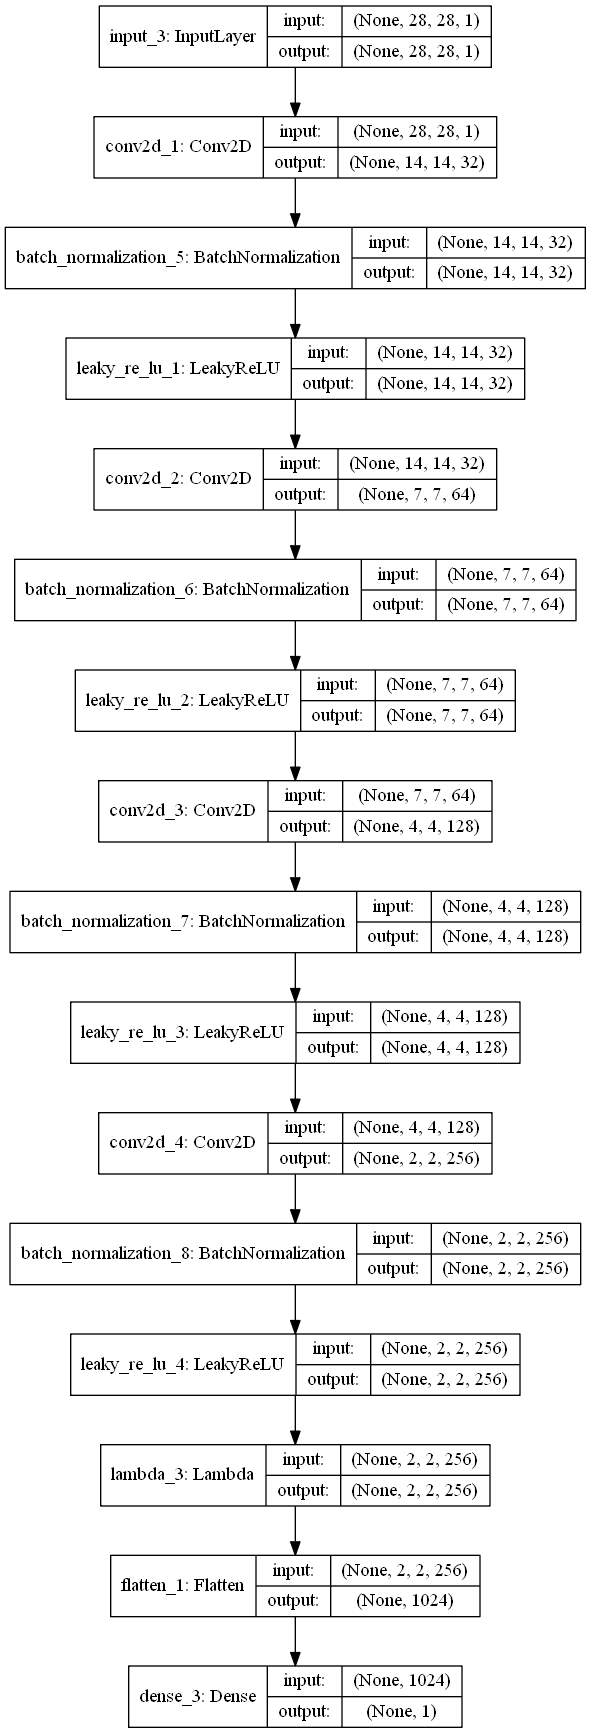 input_3: InputLayer
input: (None, 28, 28, 1)
output: (None, 28, 28, 1)
conv2d_1: Conv2D
input: (None, 28, 28, 1)
output: (None, 14, 14, 32)
batch_normalization_5: BatchNormalization
input: (None, 14, 14, 32)
output: (None, 14, 14, 32)
leaky_re_lu_1: LeakyReLU
input: (None, 14, 14, 32)
output: (None, 14, 14, 32)
conv2d_2: Conv2D
input: (None, 14, 14, 32)
output: (None, 7, 7, 64)
batch_normalization_6: BatchNormalization
input: (None, 7, 7, 64)
output: (None, 7, 7, 64)
leaky_re_lu_2: LeakyReLU
input: (None, 7, 7, 64)
output: (None, 7, 7, 64)
conv2d_3: Conv2D
input: (None, 7, 7, 64)
output: (None, 4, 4, 128)
batch_normalization_7: BatchNormalization
input: (None, 4, 4, 128)
output: (None, 4, 4, 128)
leaky_re_lu_3: LeakyReLU
input: (None, 4, 4, 128)
output: (None, 4, 4, 128)
conv2d_4: Conv2D
input: (None, 4, 4, 128)
output: (None, 2, 2, 256)
batch_normalization_8: BatchNormalization
input: (None, 2, 2, 256)
output: (None, 2, 2, 256)
leaky_re_lu_4: LeakyReLU
input: (None, 2, 2, 256)
output: (None, 2, 2, 256)
lambda_3: Lambda
input: (None, 2, 2, 256)
output: (None, 2, 2, 256)
flatten_1: Flatten
input: (None, 2, 2, 256)
output: (None, 1024)
dense_3: Dense
input: (None, 1024)
output: (None, 1)